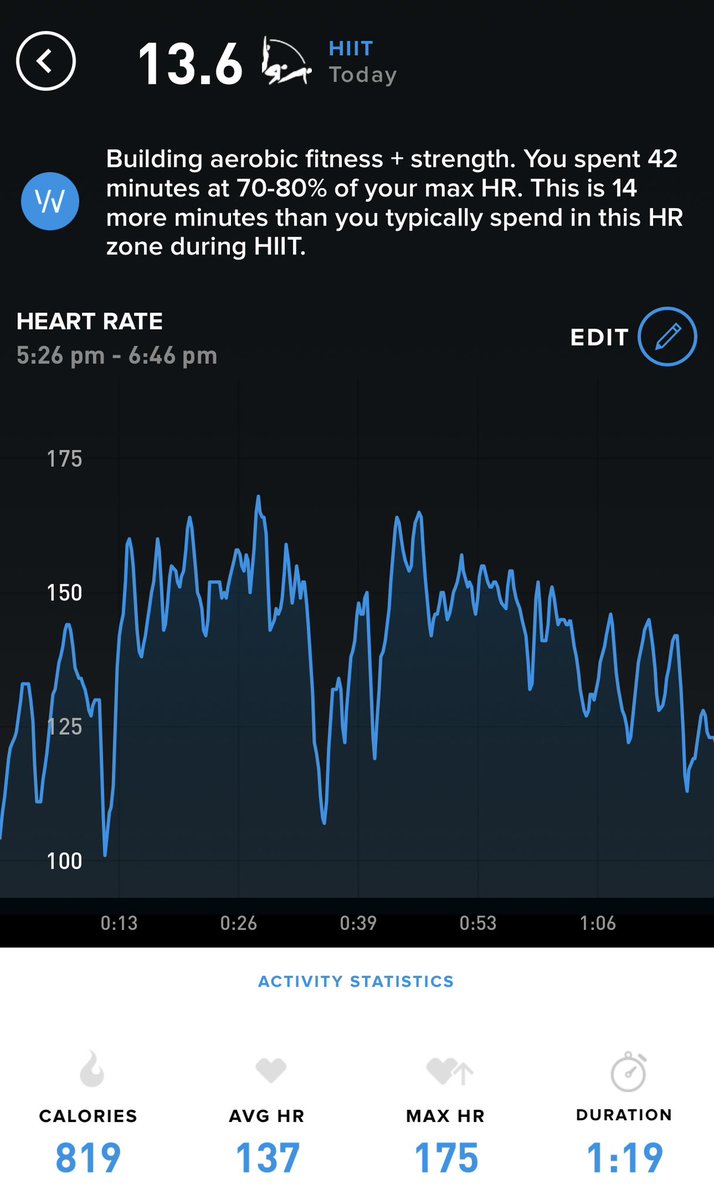 13.6
HIIT
Today
W
Building aerobic fitness + strength. You spent 42
minutes at 70-80% of your max HR. This is 14
more minutes than you typically spend in this HR
zone during HIIT.
HEART RATE
5:26 pm - 6:46 pm
EDIT
175
150
125
100
0:13 0:26 0:39 0:53 1:06
ACTIVITY STATISTICS
CALORIES AVG HR MAX HR DURATION
819 137 175 1:19